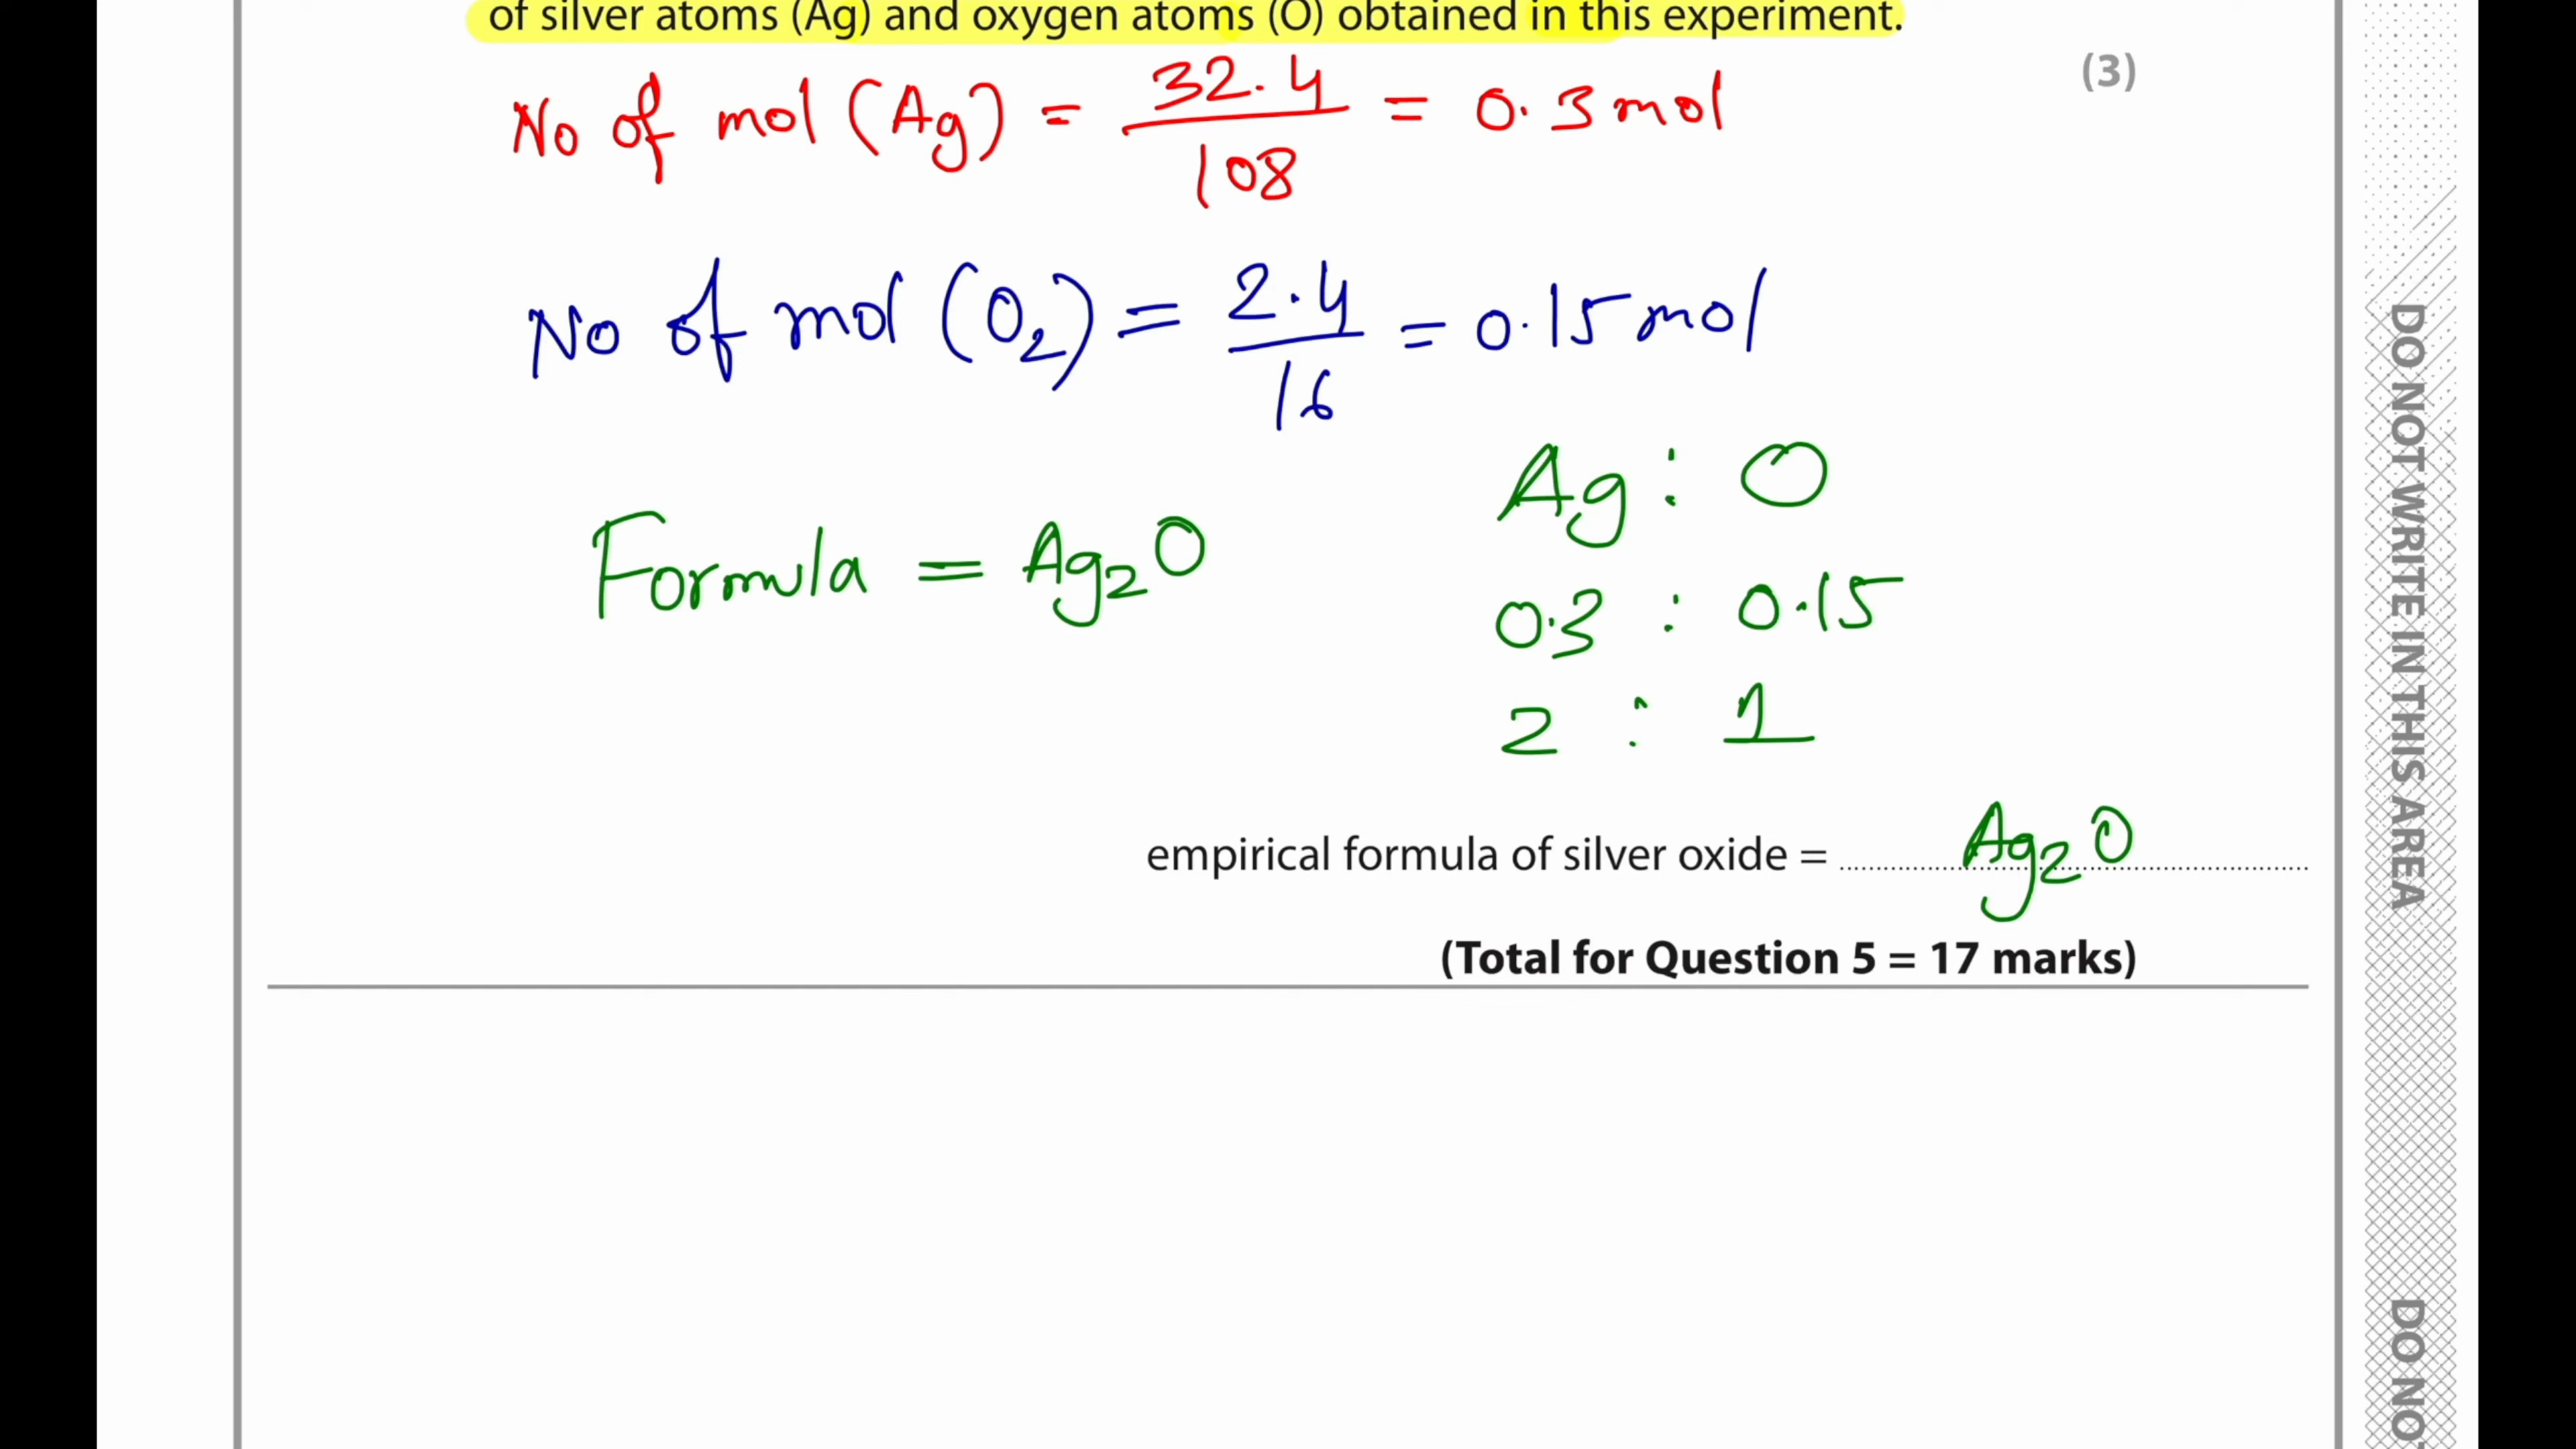 of silver atoms (Ag) and oxygen atoms (O) obtained in this experiment.
(3)
No of mol (Ag) = 32.4 / 108 = 0.3 mol
No of mol (O₂) = 2.4 / 16 = 0.15 mol
Ag : O
Formula = Ag₂O
0.3 : 0.15
2 : 1
empirical formula of silver oxide = Ag₂O
(Total for Question 5 = 17 marks)
DO NOT WRITE IN THIS AREA
DO NO